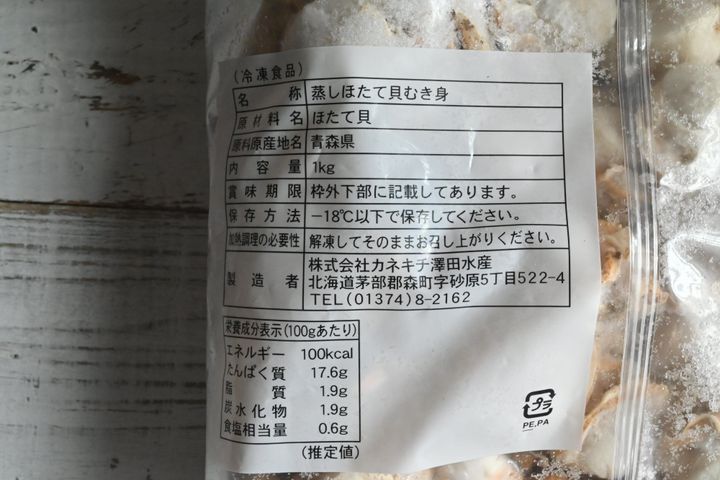 (冷凍食品)
名称 蒸しほたて貝むき身
原材料名 ほたて貝
原料原産地名 青森県
内容量 1kg
賞味期限 枠外下部に記載してあります。
保存方法 −18℃以下で保存してください。
加熱調理の必要性 解凍してそのままお召し上がりください。
製造者 株式会社カネキチ澤田水産
北海道茅部郡森町字砂原5丁目522-4
TEL(01374)8-2162
栄養成分表示(100gあたり)
エネルギー 100kcal
たんぱく質 17.6g
脂質 1.9g
炭水化物 1.9g
食塩相当量 0.6g
(推定値)
プラ
PE,PA